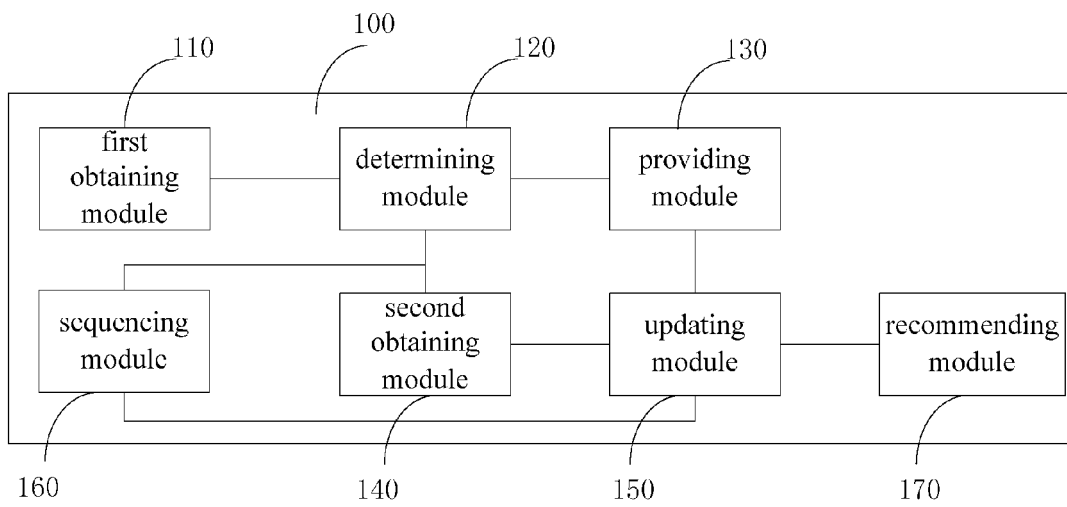 110
100
120
130
first
obtaining
module
determining
module
providing
module
sequencing
module
second
obtaining
module
updating
module
recommending
module
160
140
150
170